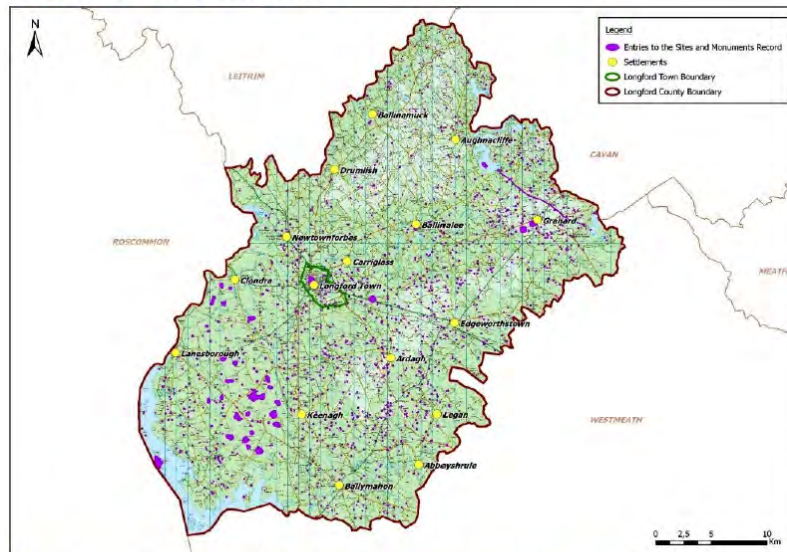 N
Legend
Entries to the Sites and Monuments Record
Settlements
Longford Town Boundary
Longford County Boundary
LEITRIM
Ballinamuck
Aughnacliffe
CAVAN
Drumlish
Granard
Ballinalee
Newtownforbes
ROSCOMMON
Carriglass
MEATH
Clondra
Longford Town
Edgeworthstown
Lanesborough
Ardagh
Keenagh
Legan
WESTMEATH
Abbeyshrule
Ballymahon
0 2,5 5 10
Km